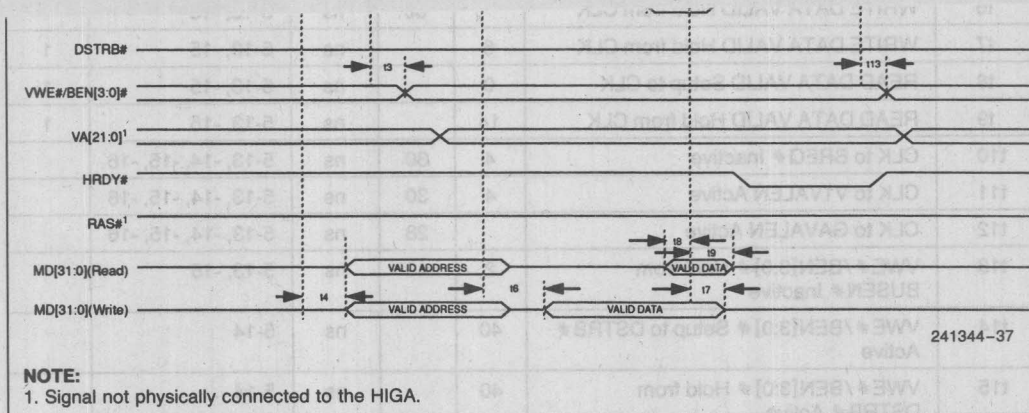 DSTRB#
t3
t13
VWE#/BEN[3:0]#
VA[21:0]¹
HRDY#
RAS#¹
t8
t9
MD[31:0](Read)
VALID ADDRESS
VALID DATA
t4
t6
t7
MD[31:0](Write)
VALID ADDRESS
VALID DATA
241344–37
NOTE:
1. Signal not physically connected to the HIGA.